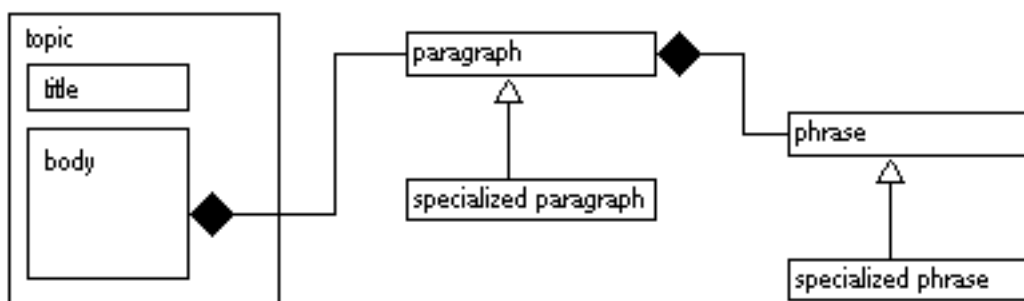 topic
title
body
paragraph
specialized paragraph
phrase
specialized phrase